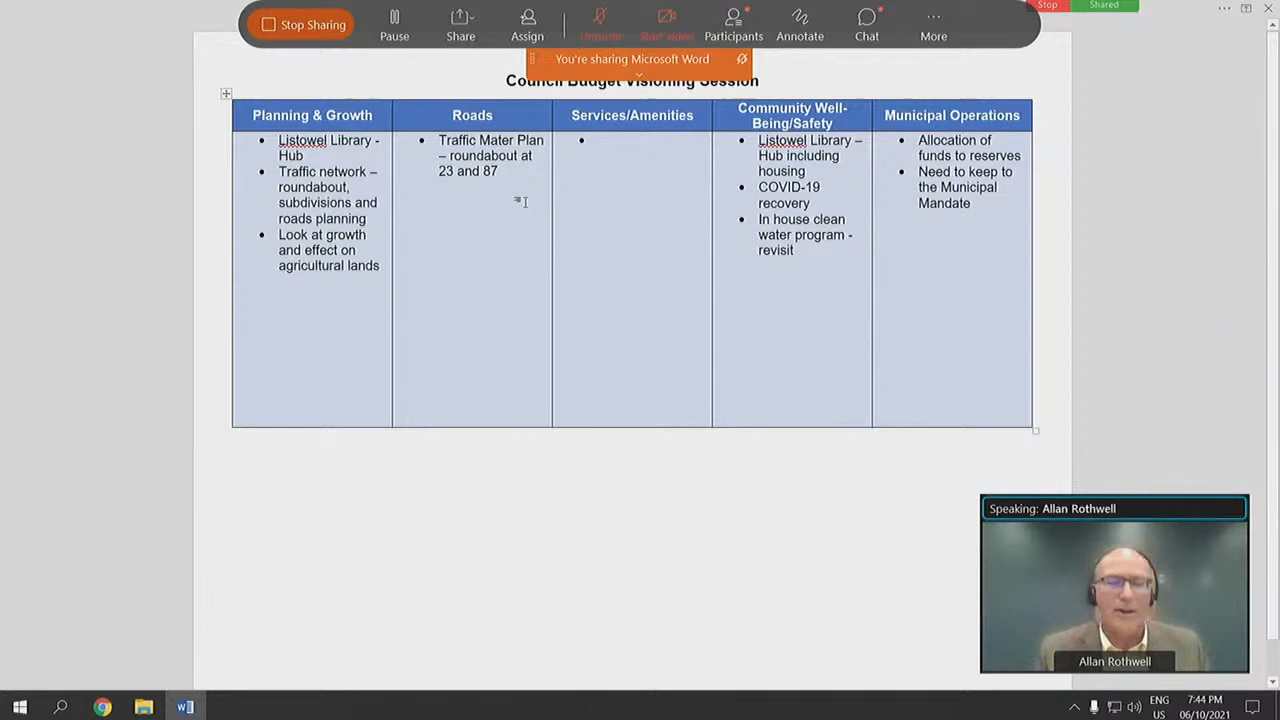 Stop
Shared
Stop Sharing
Pause
Share
Assign
Unmute
Start video
Participants
Annotate
Chat
More
You're sharing Microsoft Word
Council Budget Visioning Session
Planning & Growth
Listowel Library -
Hub
Traffic network –
roundabout,
subdivisions and
roads planning
Look at growth
and effect on
agricultural lands
Roads
Traffic Mater Plan
– roundabout at
23 and 87
Services/Amenities
Community Well-
Being/Safety
Listowel Library –
Hub including
housing
COVID-19
recovery
In house clean
water program -
revisit
Municipal Operations
Allocation of
funds to reserves
Need to keep to
the Municipal
Mandate
Speaking: Allan Rothwell
Allan Rothwell
ENG
US
7:44 PM
06/10/2021